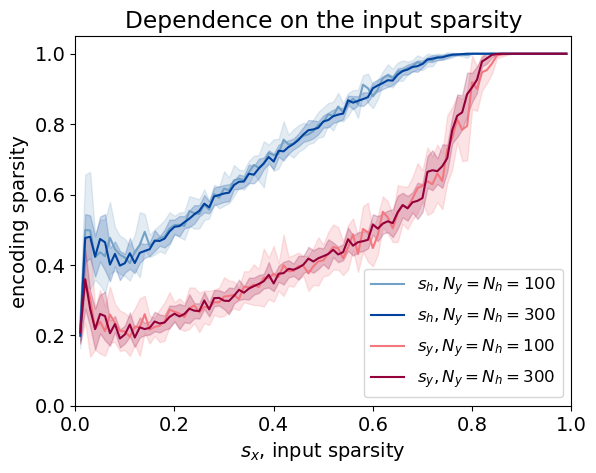 Dependence on the input sparsity
encoding sparsity
1.0
0.8
0.6
0.4
0.2
0.0
0.0 0.2 0.4 0.6 0.8 1.0
s_x, input sparsity
s_h, N_y = N_h = 100
s_h, N_y = N_h = 300
s_y, N_y = N_h = 100
s_y, N_y = N_h = 300